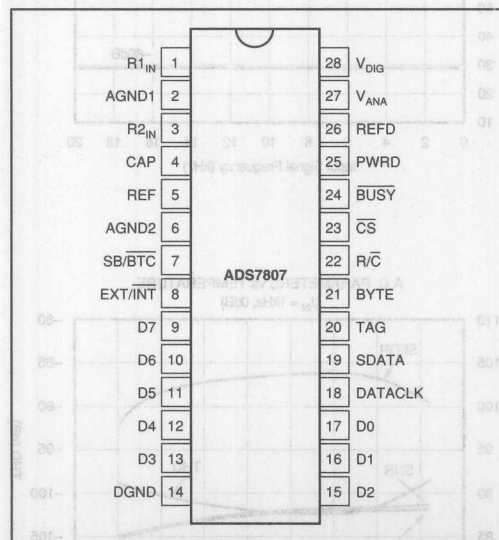 R1IN 1 28 VDIG
AGND1 2 27 VANA
R2IN 3 26 REFD
CAP 4 25 PWRD
REF 5 24 BUSY
AGND2 6 23 CS
SB/BTC 7 22 R/C
ADS7807
EXT/INT 8 21 BYTE
D7 9 20 TAG
D6 10 19 SDATA
D5 11 18 DATACLK
D4 12 17 D0
D3 13 16 D1
DGND 14 15 D2